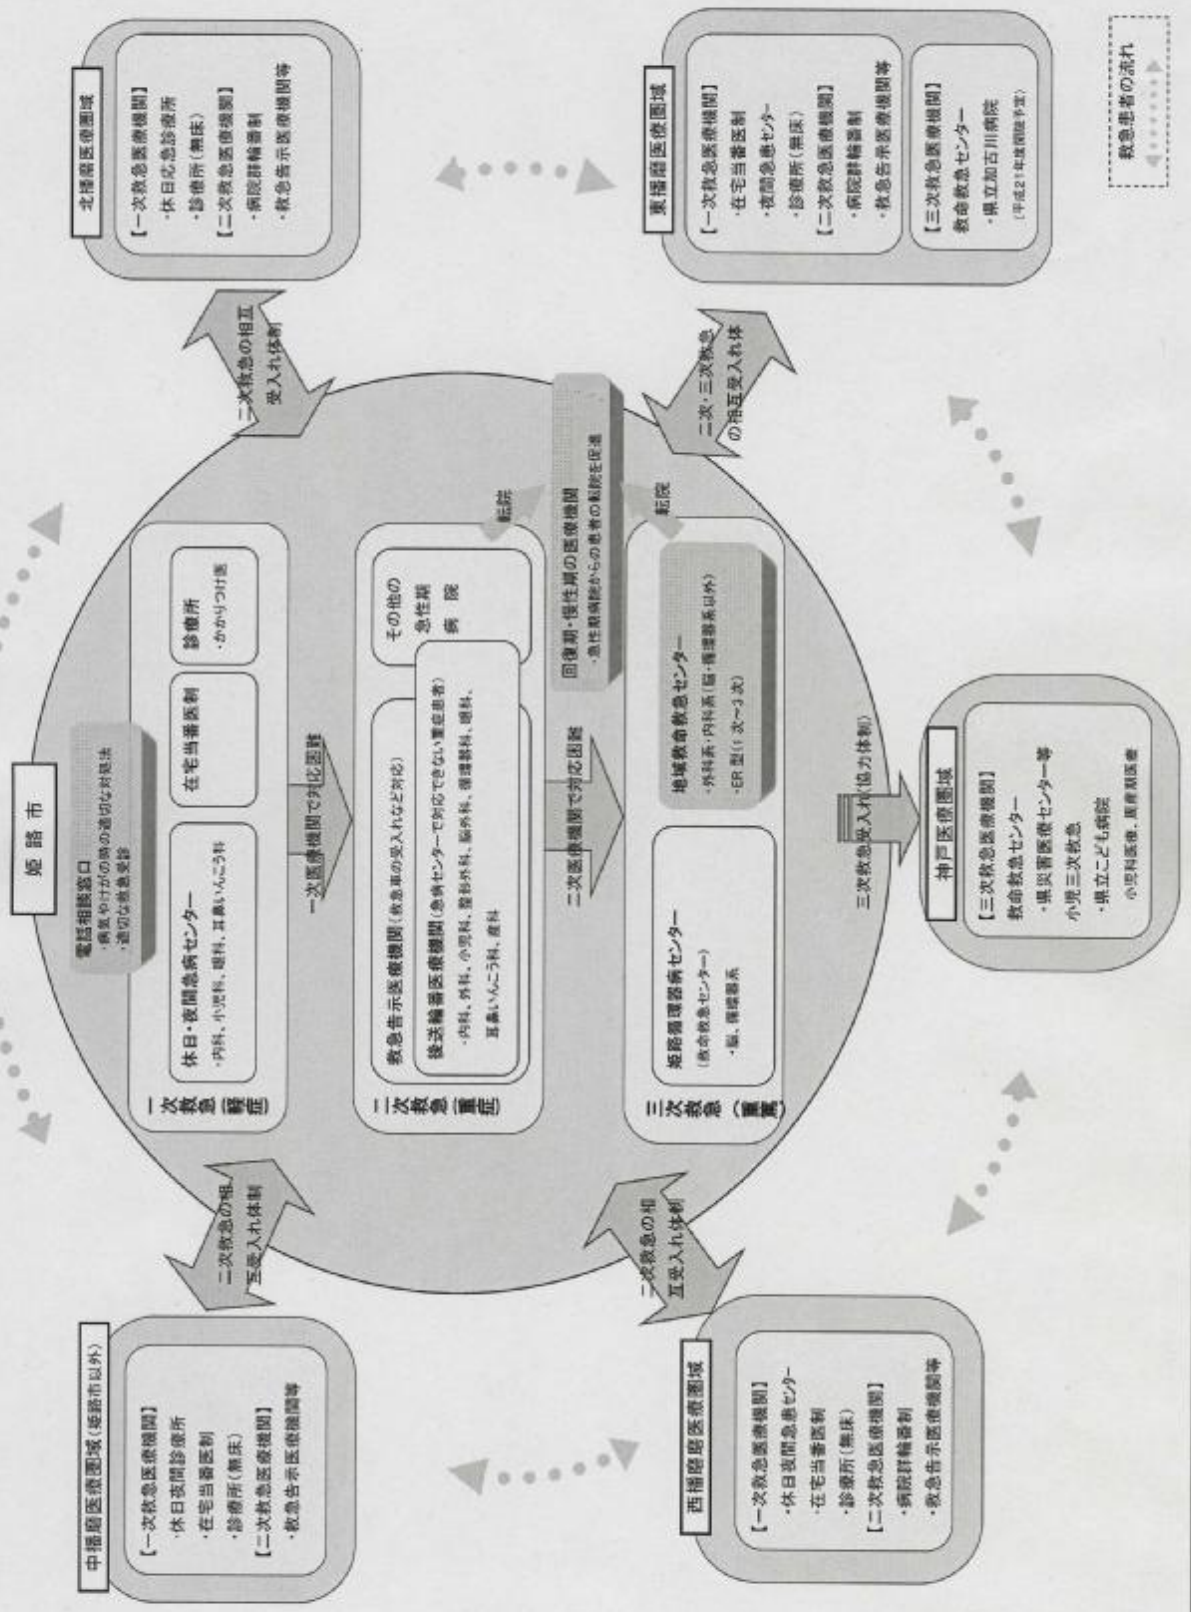 姫路市
電話相談窓口
・病気やけがの時の適切な対処法
・適切な救急受診
一次救急(軽症)
休日・夜間急病センター
・内科、小児科、眼科、耳鼻いんこう科
在宅当番医制
診療所
・かかりつけ医
一次医療機関で対応困難
二次救急(重症)
救急告示医療機関(救急車の受入れなど対応)
後送輪番医療機関(急病センターで対応できない重症患者)
・内科、外科、小児科、整形外科、脳外科、循環器科、眼科、
耳鼻いんこう科、産科
その他の
急性期
病院
転院
二次医療機関で対応困難
回復期・慢性期の医療機関
・急性期病院からの患者の転院を促進
転院
三次救急(重篤)
姫路循環器病センター
(救命救急センター)
・脳、循環器系
地域救命救急センター
・外科系・内科系(脳・循環器系以外)
・ER型(1次～3次)
三次救急受入れ(協力体制)
中播磨医療圏域(姫路市以外)
【一次救急医療機関】
・休日夜間診療所
・在宅当番医制
・診療所(無床)
【二次救急医療機関】
・救急告示医療機関等
二次救急の相
互受入れ体制
北播磨医療圏域
【一次救急医療機関】
・休日応急診療所
・診療所(無床)
【二次救急医療機関】
・病院群輪番制
・救急告示医療機関等
二次救急の相互
受入れ体制
西播磨医療圏域
【一次救急医療機関】
・休日夜間急患センター
・在宅当番医制
・診療所(無床)
【二次救急医療機関】
・病院群輪番制
・救急告示医療機関等
二次救急の相
互受入れ体制
神戸医療圏域
【三次救急医療機関】
救命救急センター
・県災害医療センター等
小児三次救急
・県立こども病院
小児科医療、周産期医療
東播磨医療圏域
【一次救急医療機関】
・在宅当番医制
・夜間急患センター
・診療所(無床)
【二次救急医療機関】
・病院群輪番制
・救急告示医療機関等
【三次救急医療機関】
救命救急センター
・県立加古川病院
(平成21年度開院予定)
二次・三次救急
の相互受入れ体
救急患者の流れ